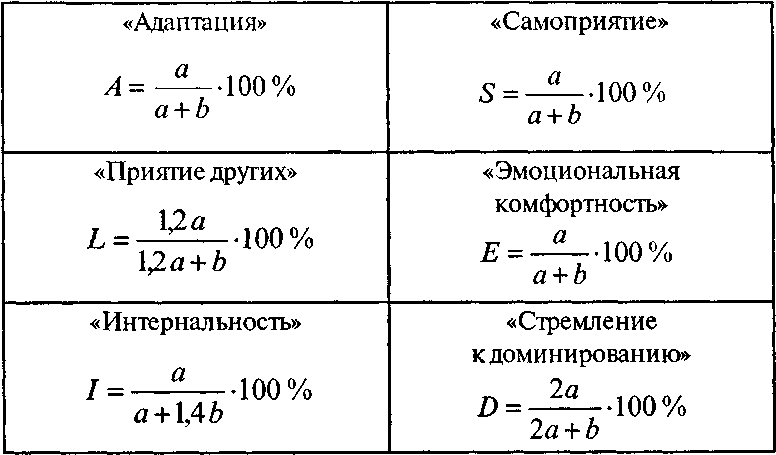 «Адаптация»
A = a / (a + b) · 100 %
«Самоприятие»
S = a / (a + b) · 100 %
«Приятие других»
L = 1,2a / (1,2a + b) · 100 %
«Эмоциональная
комфортность»
E = a / (a + b) · 100 %
«Интернальность»
I = a / (a + 1,4b) · 100 %
«Стремление
к доминированию»
D = 2a / (2a + b) · 100 %